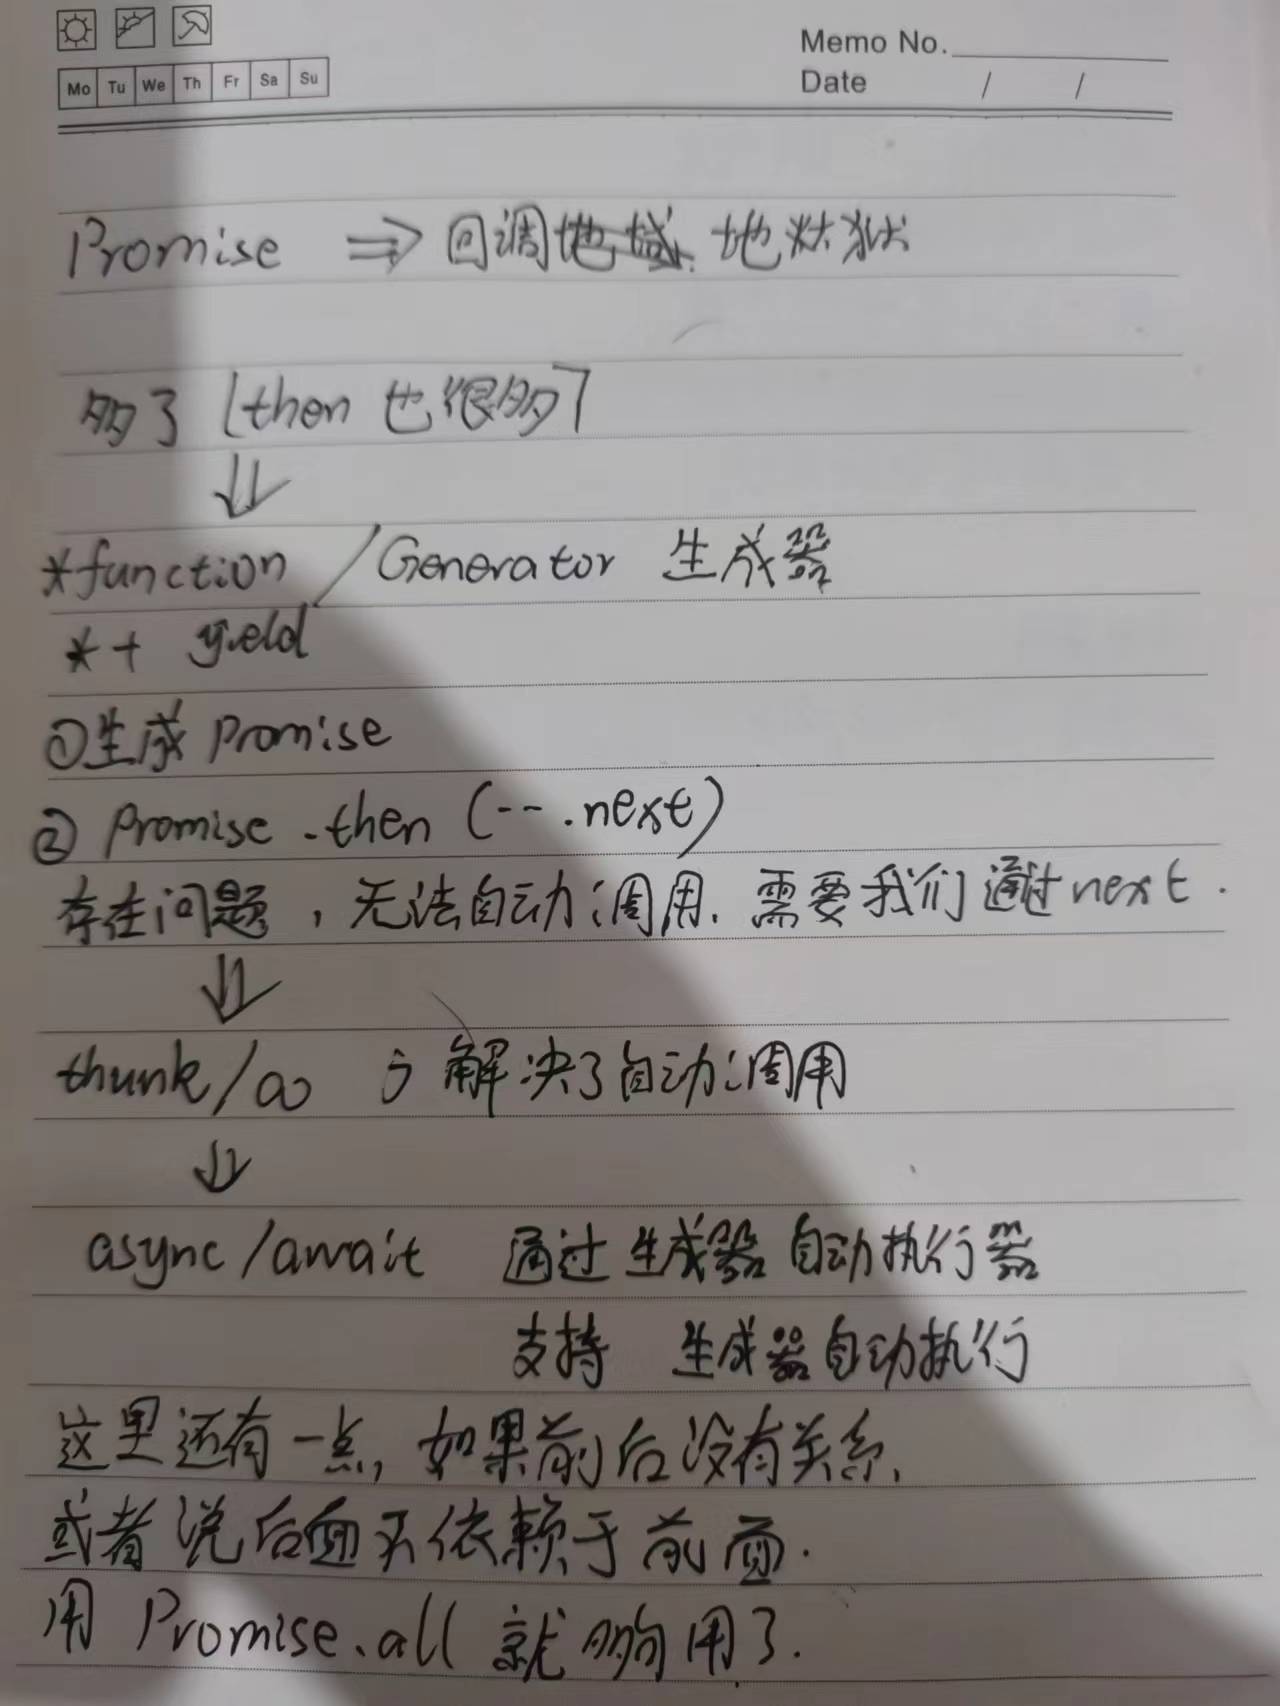 Memo No.
Mo Tu We Th Fr Sa Su
Date / /
Promise ⇒ 回调地狱
多了 [then 也很多]
*function / Generator 生成器
*+ yield
①生成 Promise
② Promise.then (--.next)
存在问题，无法自动调用. 需要我们通过next.
thunk/co 解决了自动调用
async/await 通过生成器自动执行器
支持 生成器自动执行
这里还有一点, 如果前后没有关系,
或者说后面不依赖于前面.
用 Promise.all 就够用了.